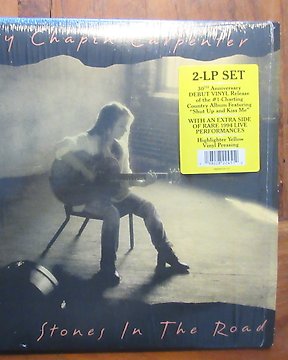 y Chapin Carpenter
2-LP SET
30TH Anniversary
DEBUT VINYL Release
of the #1 Charting
Country Album Featuring
"Shut Up and Kiss Me"
WITH AN EXTRA SIDE
OF RARE 1994 LIVE
PERFORMANCES
Highlighter Yellow
Vinyl Pressing
Stones In The Road